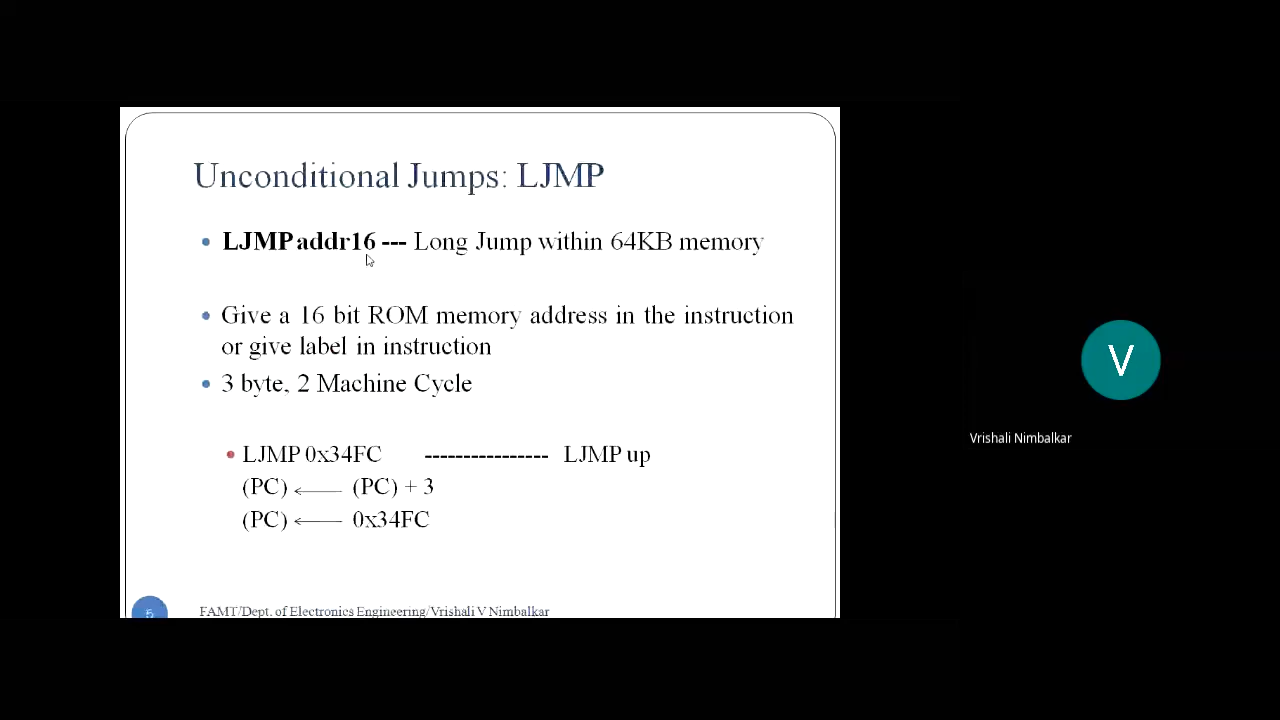 Unconditional Jumps: LJMP
• LJMP addr16 --- Long Jump within 64KB memory
• Give a 16 bit ROM memory address in the instruction
or give label in instruction
• 3 byte, 2 Machine Cycle
• LJMP 0x34FC ---------------- LJMP up
(PC) ← (PC) + 3
(PC) ← 0x34FC
5 FAMT/Dept. of Electronics Engineering/Vrishali V Nimbalkar
V
Vrishali Nimbalkar